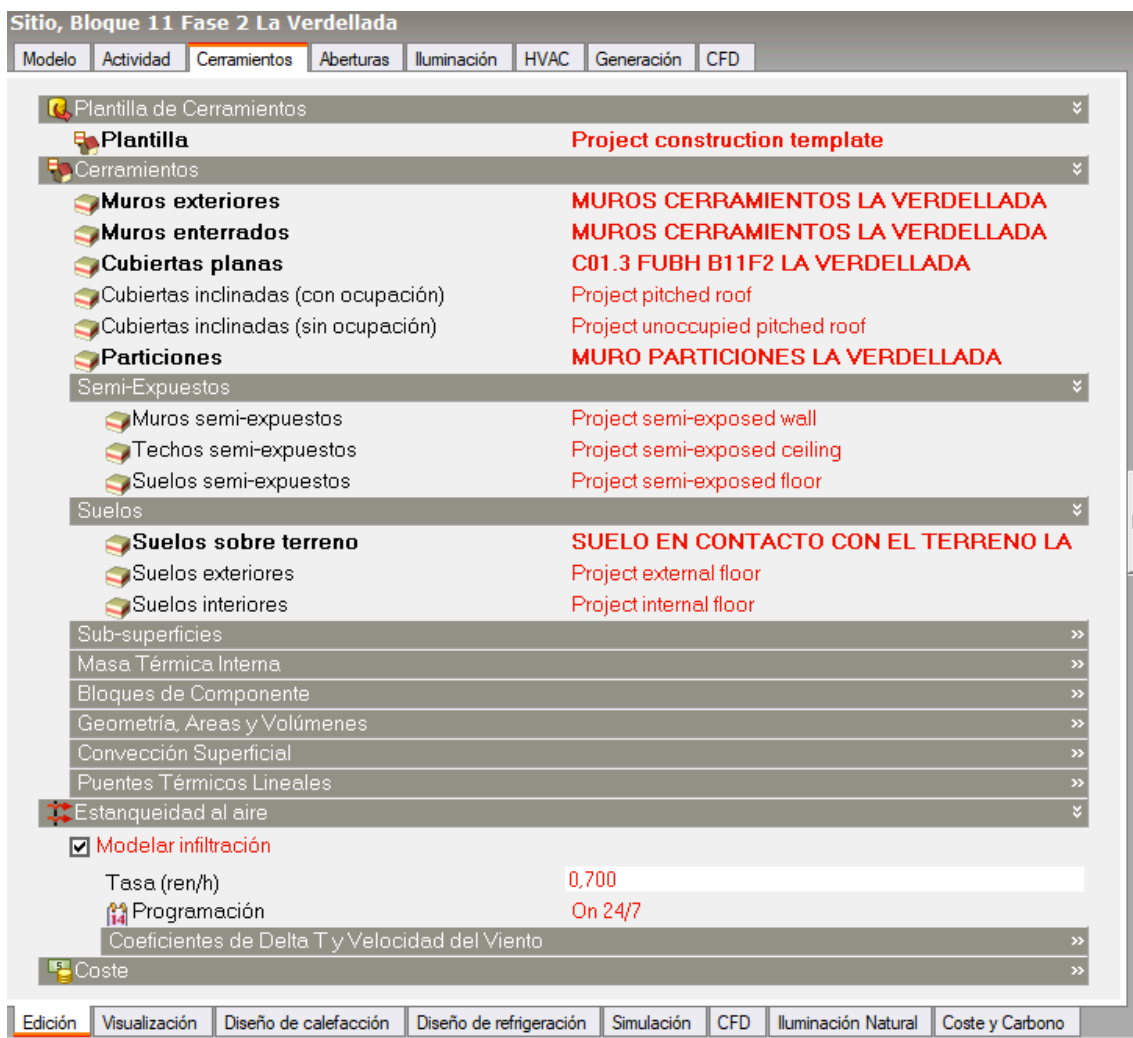 Sitio, Bloque 11 Fase 2 La Verdellada
Modelo Actividad Cerramientos Aberturas Iluminación HVAC Generación CFD
Plantilla de Cerramientos
Plantilla Project construction template
Cerramientos
Muros exteriores MUROS CERRAMIENTOS LA VERDELLADA
Muros enterrados MUROS CERRAMIENTOS LA VERDELLADA
Cubiertas planas C01.3 FUBH B11F2 LA VERDELLADA
Cubiertas inclinadas (con ocupación) Project pitched roof
Cubiertas inclinadas (sin ocupación) Project unoccupied pitched roof
Particiones MURO PARTICIONES LA VERDELLADA
Semi-Expuestos
Muros semi-expuestos Project semi-exposed wall
Techos semi-expuestos Project semi-exposed ceiling
Suelos semi-expuestos Project semi-exposed floor
Suelos
Suelos sobre terreno SUELO EN CONTACTO CON EL TERRENO LA
Suelos exteriores Project external floor
Suelos interiores Project internal floor
Sub-superficies
Masa Térmica Interna
Bloques de Componente
Geometría, Areas y Volúmenes
Convección Superficial
Puentes Térmicos Lineales
Estanqueidad al aire
Modelar infiltración
Tasa (ren/h) 0,700
Programación On 24/7
Coeficientes de Delta T y Velocidad del Viento
Coste
Edición Visualización Diseño de calefacción Diseño de refrigeración Simulación CFD Iluminación Natural Coste y Carbono